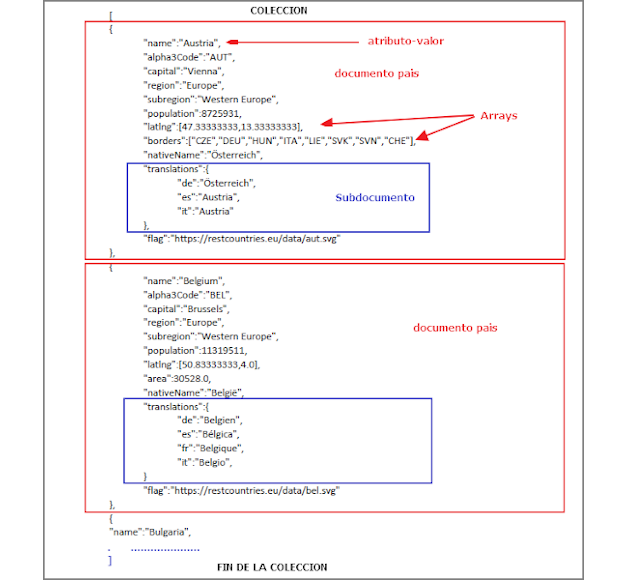 COLECCION
[
{
"name":"Austria",
atributo-valor
"alpha3Code":"AUT",
"capital":"Vienna",
documento pais
"region":"Europe",
"subregion":"Western Europe",
"population":8725931,
"latlng":[47.33333333,13.33333333],
Arrays
"borders":["CZE","DEU","HUN","ITA","LIE","SVK","SVN","CHE"],
"nativeName":"Österreich",
"translations":{
"de":"Österreich",
"es":"Austria",
Subdocumento
"it":"Austria"
},
"flag":"https://restcountries.eu/data/aut.svg"
},
{
"name":"Belgium",
"alpha3Code":"BEL",
"capital":"Brussels",
"region":"Europe",
documento pais
"subregion":"Western Europe",
"population":11319511,
"latlng":[50.83333333,4.0],
"area":30528.0,
"nativeName":"België",
"translations":{
"de":"Belgien",
"es":"Bélgica",
"fr":"Belgique",
"it":"Belgio",
}
"flag":"https://restcountries.eu/data/bel.svg"
},
{
"name":"Bulgaria",
. .....................
]
FIN DE LA COLECCION